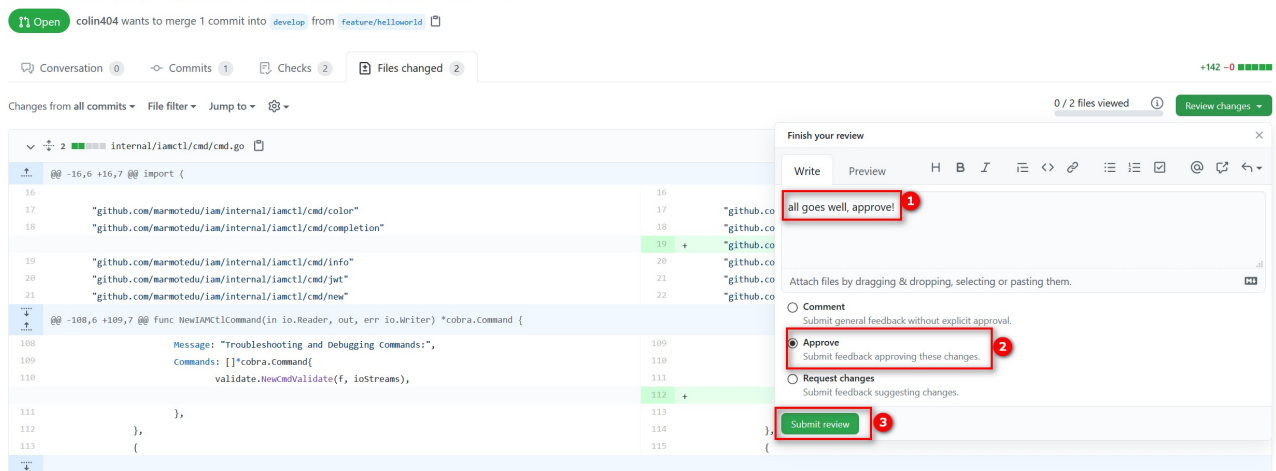 Open colin404 wants to merge 1 commit into develop from feature/helloworld
Conversation 0 Commits 1 Checks 2 Files changed 2 +142 −0
Changes from all commits File filter Jump to 0 / 2 files viewed Review changes
2 internal/iamctl/cmd/cmd.go
@@ -16,6 +16,7 @@ import (
16 16
17 "github.com/marmotedu/iam/internal/iamctl/cmd/color" 17 "github.co
18 "github.com/marmotedu/iam/internal/iamctl/cmd/completion" 18 "github.co
19 + "github.co
19 "github.com/marmotedu/iam/internal/iamctl/cmd/info" 20 "github.co
20 "github.com/marmotedu/iam/internal/iamctl/cmd/jwt" 21 "github.co
21 "github.com/marmotedu/iam/internal/iamctl/cmd/new" 22 "github.co
@@ -108,6 +109,7 @@ func NewIAMCtlCommand(in io.Reader, out, err io.Writer) *cobra.Command {
108 Message: "Troubleshooting and Debugging Commands:", 109
109 Commands: []*cobra.Command{ 110
110 validate.NewCmdValidate(f, ioStreams), 111
112 +
111 }, 113
112 }, 114 },
113 { 115 {
Finish your review
Write Preview H B I
all goes well, approve! 1
Attach files by dragging & dropping, selecting or pasting them.
Comment
Submit general feedback without explicit approval.
Approve 2
Submit feedback approving these changes.
Request changes
Submit feedback suggesting changes.
Submit review 3